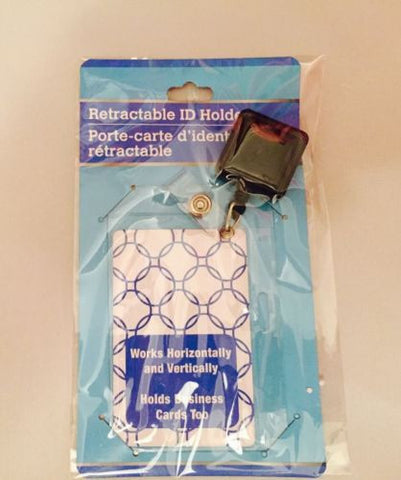 Retractable ID Holde
Porte-carte d'ident
rétractable
Works Horizontally
and Vertically
Holds Business
Cards Too